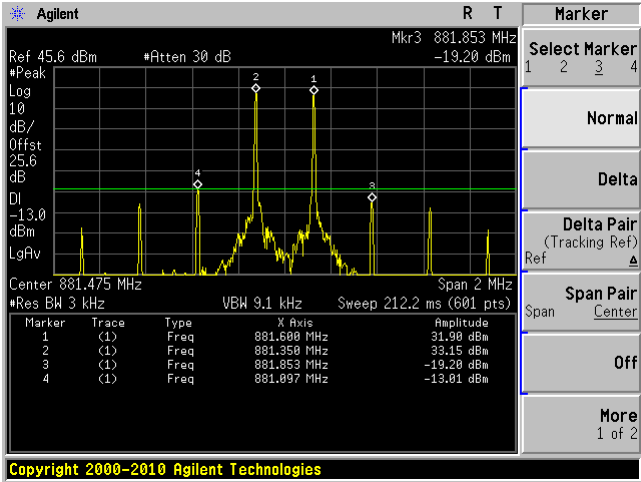 Agilent R T
Mkr3 881.853 MHz
Ref 45.6 dBm #Atten 30 dB -19.20 dBm
#Peak
Log
10
dB/
Offst
25.6
dB
DI
-13.0
dBm
LgAv
2
1
4
3
Center 881.475 MHz Span 2 MHz
#Res BW 3 kHz VBW 9.1 kHz Sweep 212.2 ms (601 pts)
Marker Trace Type X Axis Amplitude
1 (1) Freq 881.600 MHz 31.90 dBm
2 (1) Freq 881.350 MHz 33.15 dBm
3 (1) Freq 881.853 MHz -19.20 dBm
4 (1) Freq 881.097 MHz -13.01 dBm
Marker
Select Marker
1 2 3 4
Normal
Delta
Delta Pair
(Tracking Ref)
Ref Δ
Span Pair
Span Center
Off
More
1 of 2
Copyright 2000-2010 Agilent Technologies